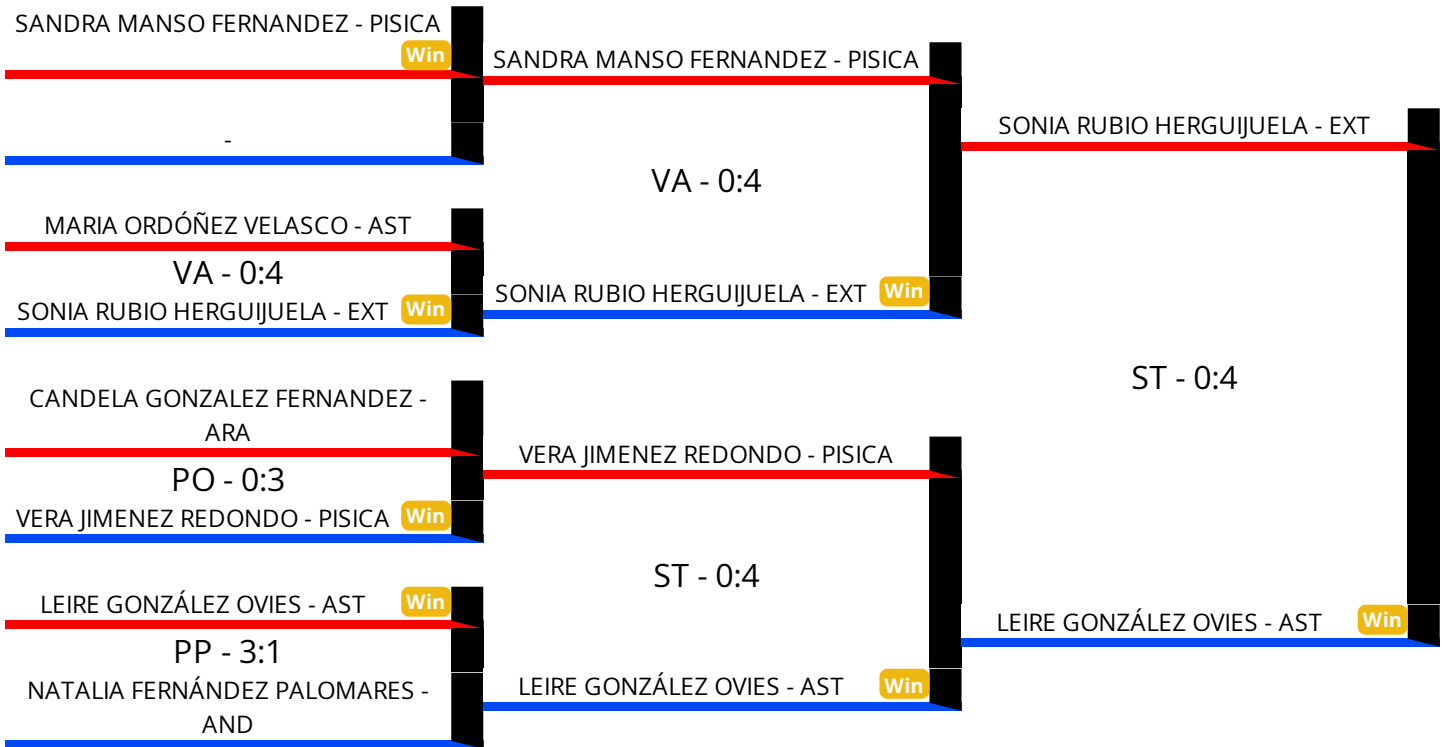 SANDRA MANSO FERNANDEZ - PISICA
Win
-
MARIA ORDÓÑEZ VELASCO - AST
VA - 0:4
SONIA RUBIO HERGUIJUELA - EXT Win
CANDELA GONZALEZ FERNANDEZ -
ARA
PO - 0:3
VERA JIMENEZ REDONDO - PISICA Win
LEIRE GONZÁLEZ OVIES - AST Win
PP - 3:1
NATALIA FERNÁNDEZ PALOMARES -
AND
SANDRA MANSO FERNANDEZ - PISICA
VA - 0:4
SONIA RUBIO HERGUIJUELA - EXT Win
VERA JIMENEZ REDONDO - PISICA
ST - 0:4
LEIRE GONZÁLEZ OVIES - AST Win
SONIA RUBIO HERGUIJUELA - EXT
ST - 0:4
LEIRE GONZÁLEZ OVIES - AST Win